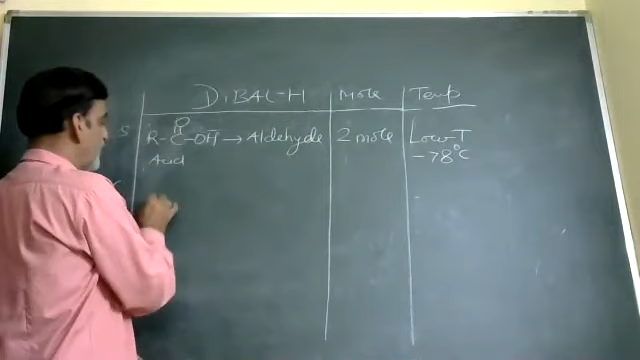 DiBAL-H Mole Temp
O
R-C-OH → Aldehyde 2 mole Low T
Acid -78°C